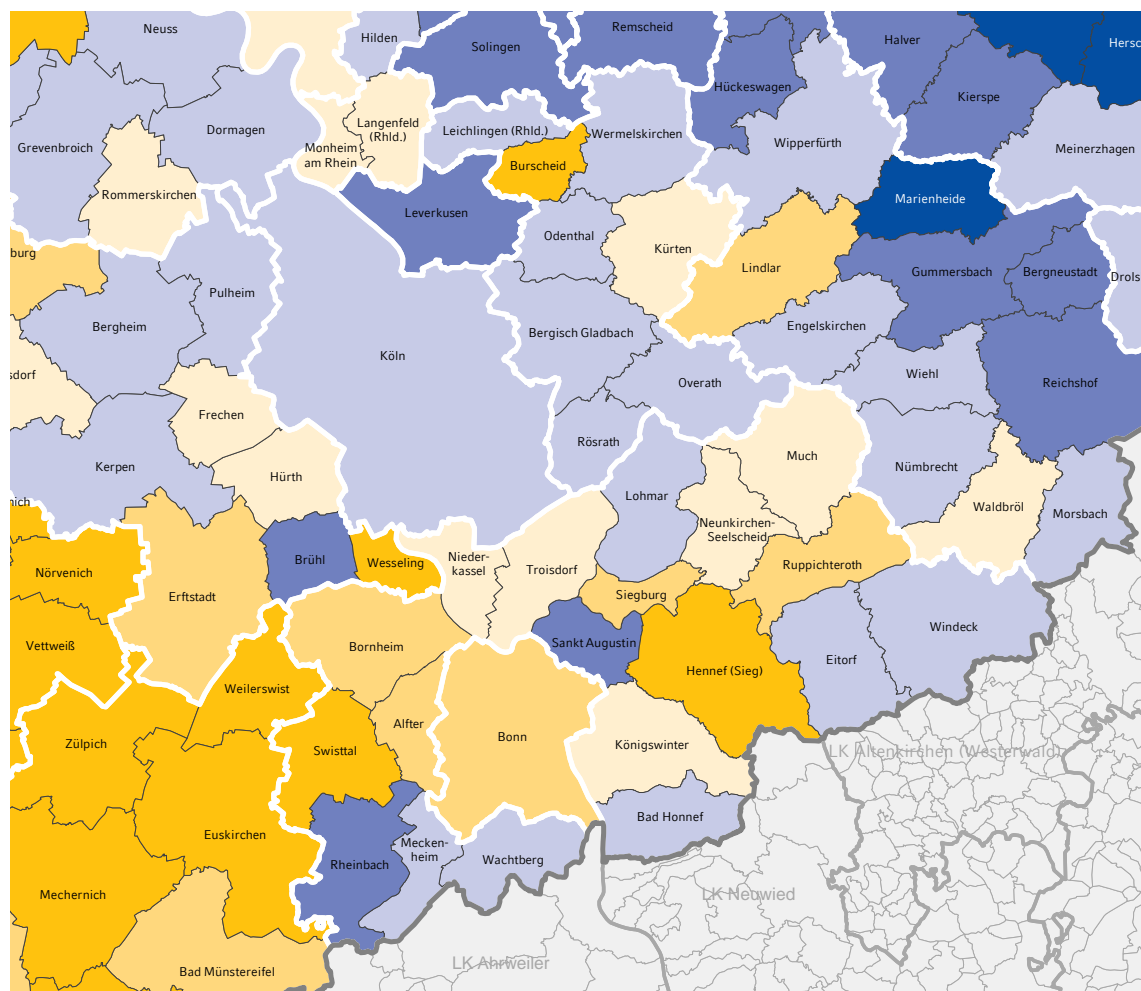 Neuss
Hilden
Solingen
Remscheid
Halver
Hersc
Hückeswagen
Kierspe
Grevenbroich
Dormagen
Langenfeld
(Rhld.)
Monheim
am Rhein
Leichlingen (Rhld.)
Wermelskirchen
Wipperfürth
Meinerzhagen
Burscheid
Rommerskirchen
Leverkusen
Marienheide
Odenthal
Kürten
burg
Lindlar
Gummersbach
Bergneustadt
Drols
Pulheim
Bergheim
Bergisch Gladbach
Engelskirchen
Köln
sdorf
Overath
Wiehl
Reichshof
Frechen
Rösrath
Much
Kerpen
Hürth
Nümbrecht
Lohmar
nich
Neunkirchen-
Seelscheid
Waldbröl
Morsbach
Brühl
Wesseling
Nieder-
kassel
Troisdorf
Ruppichteroth
Nörvenich
Erftstadt
Siegburg
Windeck
Vettweiß
Bornheim
Sankt Augustin
Eitorf
Hennef (Sieg)
Weilerswist
Alfter
Bonn
Zülpich
Swisttal
Königswinter
LK Altenkirchen (Westerwald)
Bad Honnef
Euskirchen
Mecken-
heim
Wachtberg
Rheinbach
Mechernich
LK Neuwied
LK Ahrweiler
Bad Münstereifel